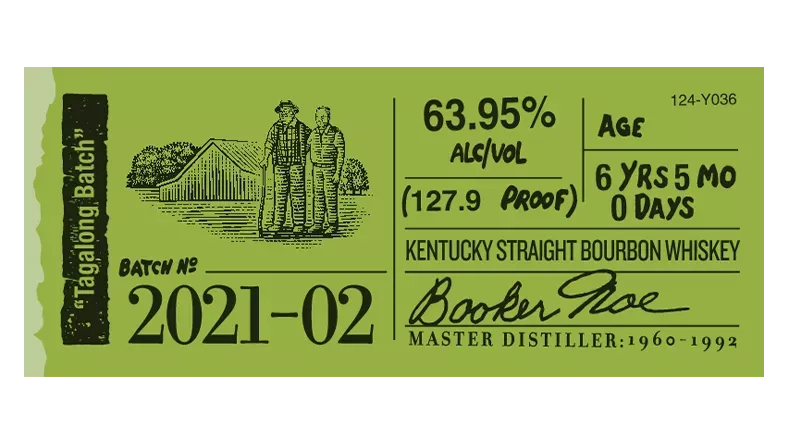 "Tagalong Batch"
BATCH Nº
2021-02
63.95%
ALC/VOL
(127.9 PROOF)
124-Y036
AGE
6 YRS 5 MO
0 DAYS
KENTUCKY STRAIGHT BOURBON WHISKEY
Booker Noe
MASTER DISTILLER:1960-1992